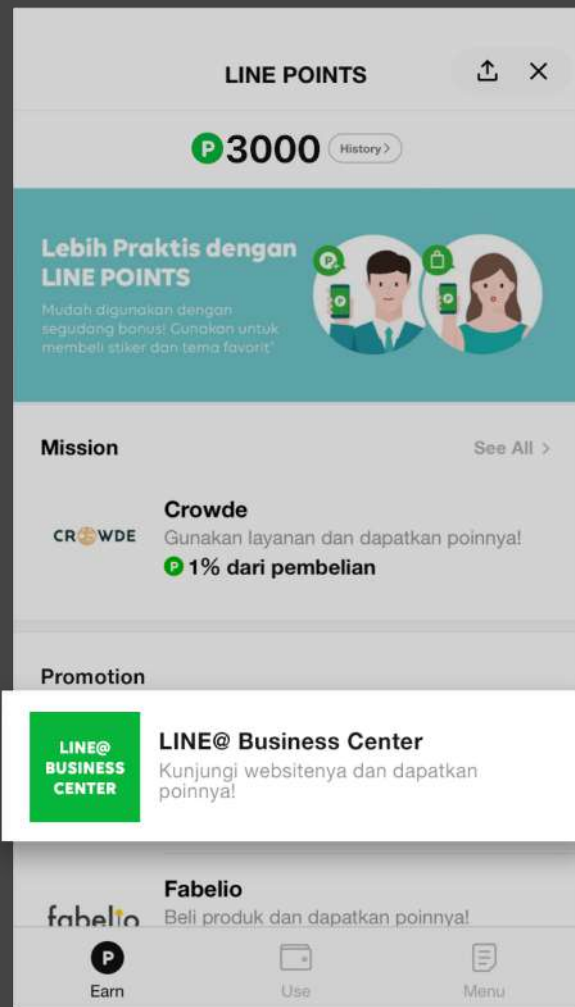 LINE POINTS
P 3000 History >
Lebih Praktis dengan
LINE POINTS
Mudah digunakan dengan
segudang bonus! Gunakan untuk
membeli stiker dan tema favorit*
Mission
See All >
CROWDE
Crowde
Gunakan layanan dan dapatkan poinnya!
P 1% dari pembelian
Promotion
LINE@
BUSINESS
CENTER
LINE@ Business Center
Kunjungi websitenya dan dapatkan
poinnya!
fabelio
Fabelio
Beli produk dan dapatkan poinnya!
P
Earn
Use
Menu